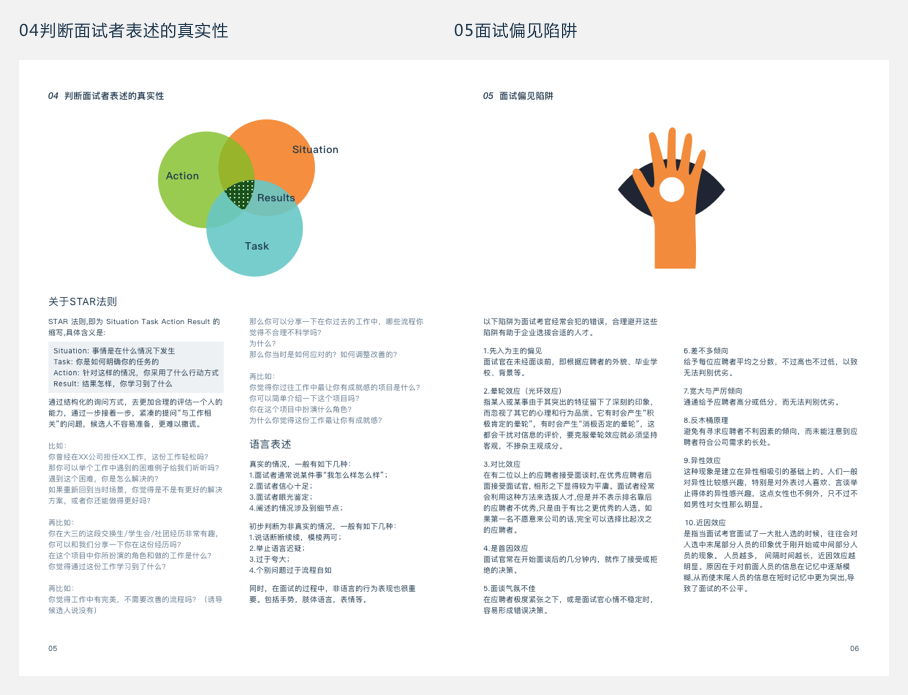 04判断面试者表述的真实性
05面试偏见陷阱
04 判断面试者表述的真实性
Situation
Action
Results
Task
关于STAR法则
STAR 法则,即为 Situation Task Action Result 的
缩写,具体含义是:
Situation: 事情是在什么情况下发生
Task: 你是如何明确你的任务的
Action: 针对这样的情况，你采用了什么行动方式
Result: 结果怎样，你学习到了什么
通过结构化的询问方式，去更加合理的评估一个人的
能力，通过一步接着一步，紧凑的提问"与工作相
关"的问题，候选人不容易准备，更难以撒谎。
比如：
你曾经在XX公司担任XX工作，这份工作轻松吗？
那你可以举个工作中遇到的困难例子给我们听听吗？
遇到这个困难，你是怎么解决的？
如果重新回到当时场景，你觉得是不是有更好的解决
方案，或者你还能做得更好吗？
再比如：
你在大三的这段交换生/学生会/社团经历非常有趣，
你可以和我们分享一下你在这份经历吗？
在这个项目中你所扮演的角色和做的工作是什么？
你觉得通过这份工作学习到了什么？
再比如：
你觉得工作中有完美，不需要改善的流程吗？（诱导
候选人说没有）
那么你可以分享一下在你过去的工作中，哪些流程你
觉得不合理不科学吗？
为什么？
那么你当时是如何应对的？如何调整改善的？
再比如：
你觉得你过往工作中最让你有成就感的项目是什么？
你可以简单介绍一下这个项目吗？
你在这个项目中扮演什么角色？
为什么你觉得这份工作最让你有成就感？
语言表述
真实的情况，一般有如下几种：
1.面试者通常说某件事"我怎么样怎么样"；
2.面试者信心十足；
3.面试者眼光鉴定；
4.阐述的情况涉及到细节点；
初步判断为非真实的情况，一般有如下几种：
1.说话断断续续，模棱两可；
2.举止语言迟疑；
3.过于夸大；
4.个别问题过于流程自如
同时，在面试的过程中，非语言的行为表现也很重
要。包括手势，肢体语言，表情等。
05
05 面试偏见陷阱
以下陷阱为面试考官经常会犯的错误，合理避开这些
陷阱有助于企业选拔合适的人才。
1.先入为主的偏见
面试官在未经面谈前，即根据应聘者的外貌、毕业学
校、背景等。
2.晕轮效应（光环效应）
指某人或某事由于其突出的特征留下了深刻的印象，
而忽视了其它的心理和行为品质。它有时会产生"积
极肯定的晕轮"，有时会产生"消极否定的晕轮"，这
都会干扰对信息的评价，要克服晕轮效应就必须坚持
客观，不掺杂主观成分。
3.对比效应
在有二位以上的应聘者接受面谈时,在优秀应聘者后
面接受面试官, 相形之下显得较为平庸。面试者经常
会利用这种方法来选拔人才,但是并不表示排名靠后
的应聘者不优秀,只是由于有比之更优秀的人选。如
果第一名不愿意来公司的话,完全可以选择比起次之
的应聘者。
4.是首因效应
面试官常在开始面谈后的几分钟内，就作了接受或拒
绝的决策。
5.面谈气氛不佳
在应聘者极度紧张之下，或是面试官心情不稳定时，
容易形成错误决策。
6.差不多倾向
给予每位应聘者平均之分数，不过高也不过低，以致
无法判别优劣。
7.宽大与严厉倾向
通通给予应聘者高分或低分，而无法判别优劣。
8.反木桶原理
避免有寻求应聘者不利因素的倾向，而未能注意到应
聘者符合公司需求的长处。
9.异性效应
这种现象是建立在异性相吸引的基础上的。人们一般
对异性比较感兴趣，特别是对外表讨人喜欢，言谈举
止得体的异性感兴趣。这点女性也不例外，只不过不
如男性对女性那么明显。
10.近因效应
是指当面试考官面试了一大批人选的时候，往往会对
人选中末尾部分人员的印象优于刚开始或中间部分人
员的现象。人员越多， 间隔时间越长，近因效应越
明显。原因在于对前面人员的信息在记忆中逐渐模
糊,从而使末尾人员的信息在短时记忆中更为突出,导
致了面试的不公平。
06